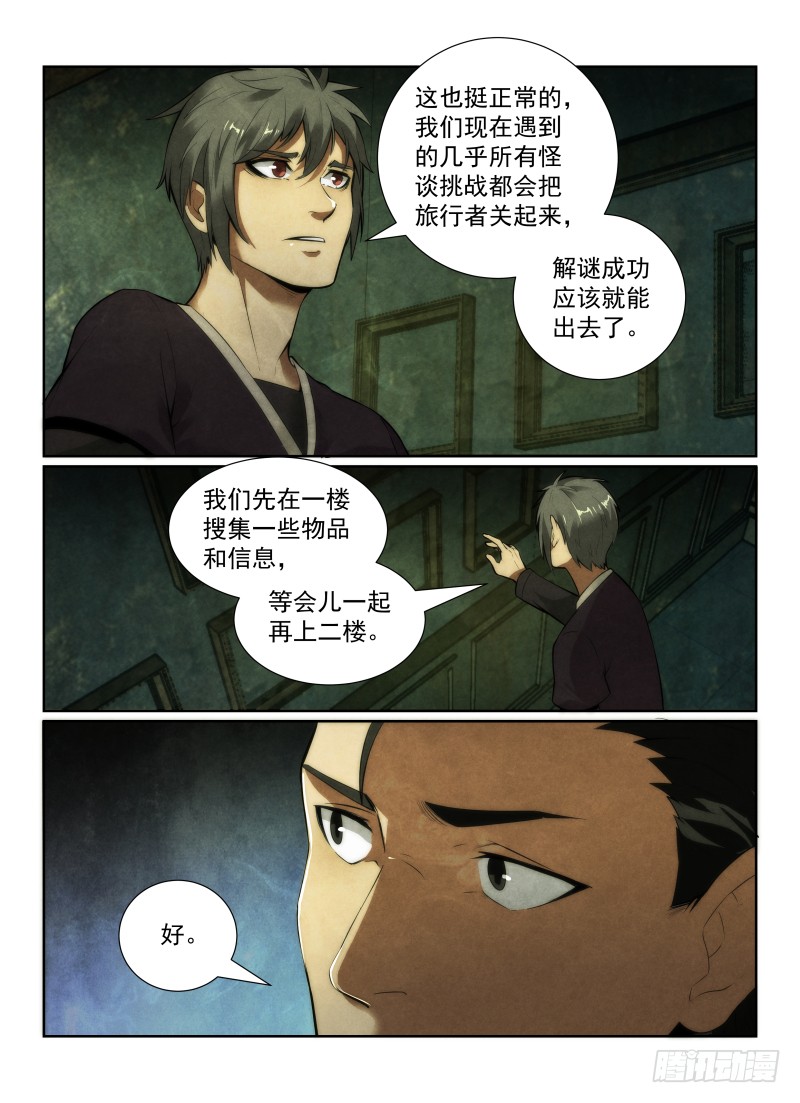 这也挺正常的，
我们现在遇到
的几乎所有怪
谈挑战都会把
旅行者关起来，
解谜成功
应该就能
出去了。
我们先在一楼
搜集一些物品
和信息，
等会儿一起
再上二楼。
好。
腾讯动漫